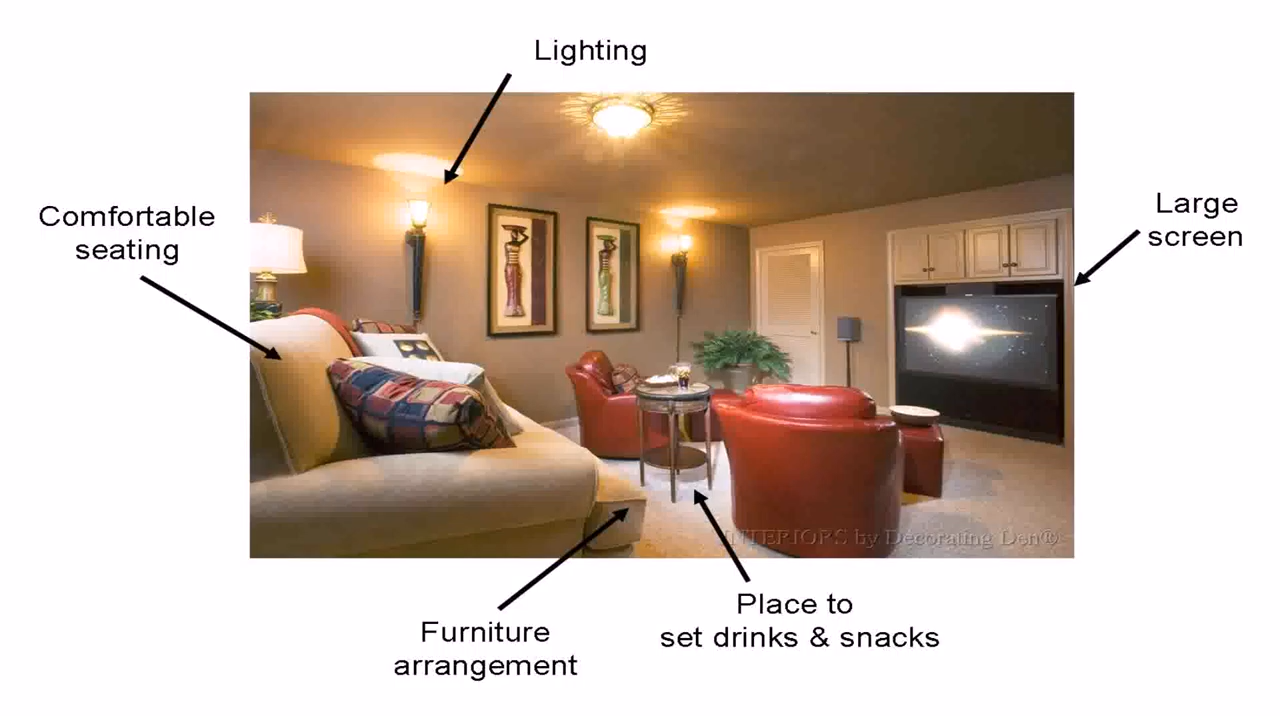 Lighting
Comfortable
seating
Large
screen
INTERIORS by Decorating Den®
Place to
set drinks & snacks
Furniture
arrangement